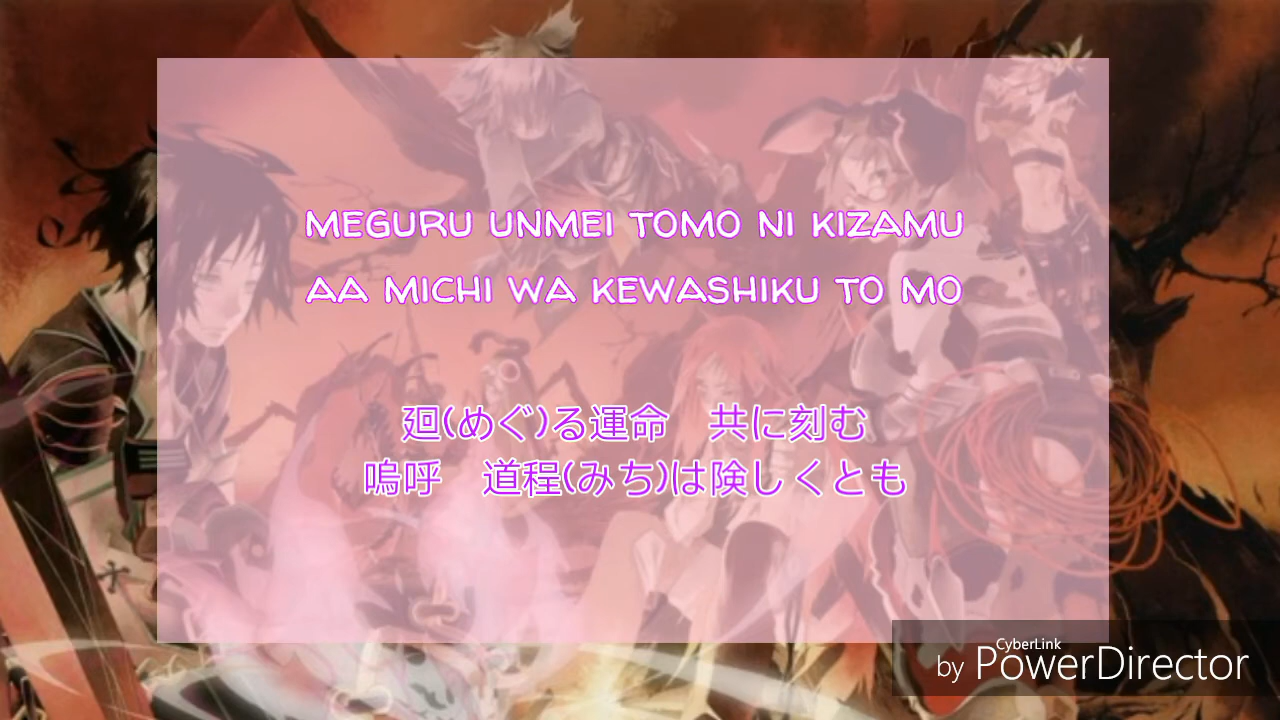 MEGURU UNMEI TOMO NI KIZAMU
AA MICHI WA KEWASHIKU TO MO
廻(めぐ)る運命　共に刻む
嗚呼　道程(みち)は険しくとも
CyberLink
by PowerDirector